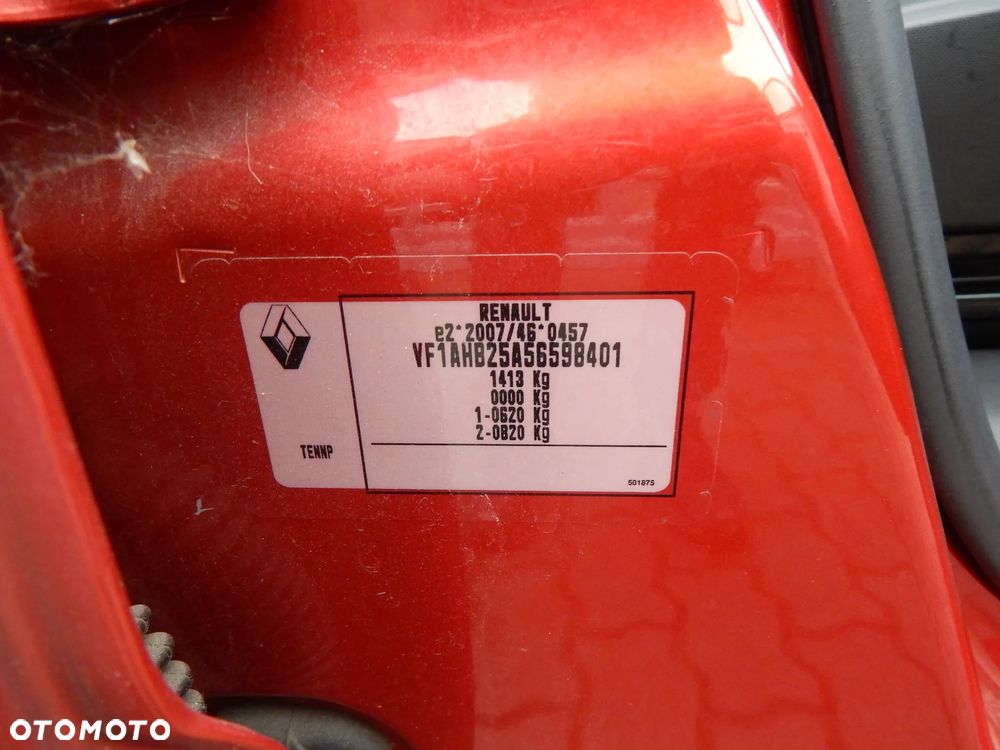 RENAULT
e2*2007/46*0457
VF1AHB25A56598401
1413 Kg
0000 Kg
1-0620 Kg
2-0820 Kg
TENNP
501875
OTOMOTO